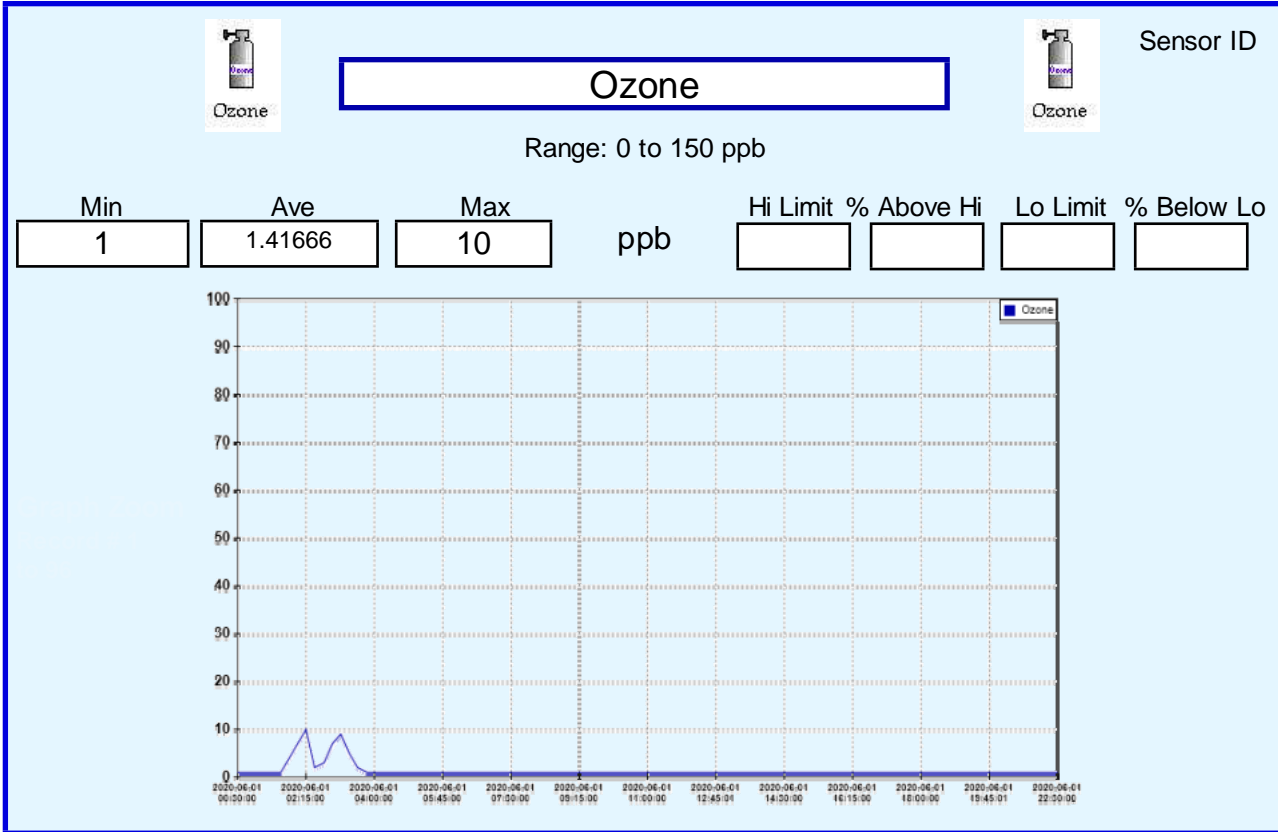 Sensor ID
Ozone
Ozone
Ozone
Range: 0 to 150 ppb
Min Ave Max Hi Limit % Above Hi Lo Limit % Below Lo
1 1.41666 10 ppb
Ozone
100
90
80
70
60
50
40
30
20
10
0
2020-06-01 2020-06-01 2020-06-01 2020-06-01 2020-06-01 2020-06-01 2020-06-01 2020-06-01 2020-06-01 2020-06-01 2020-06-01 2020-06-01 2020-06-01
00:30:00 02:15:00 04:00:00 05:45:00 07:30:00 09:15:00 11:00:00 12:45:01 14:30:00 16:15:00 18:00:00 19:45:01 22:30:00